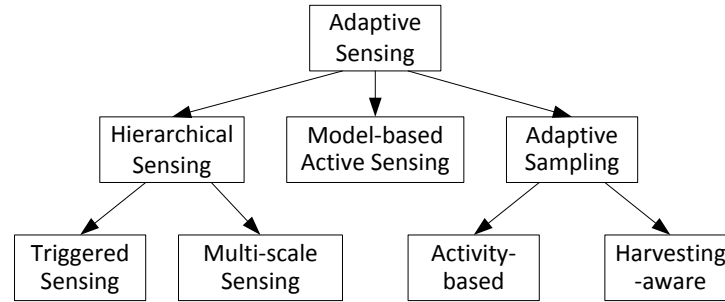 Adaptive
Sensing
Hierarchical
Sensing
Model-based
Active Sensing
Adaptive
Sampling
Triggered
Sensing
Multi-scale
Sensing
Activity-
based
Harvesting
-aware